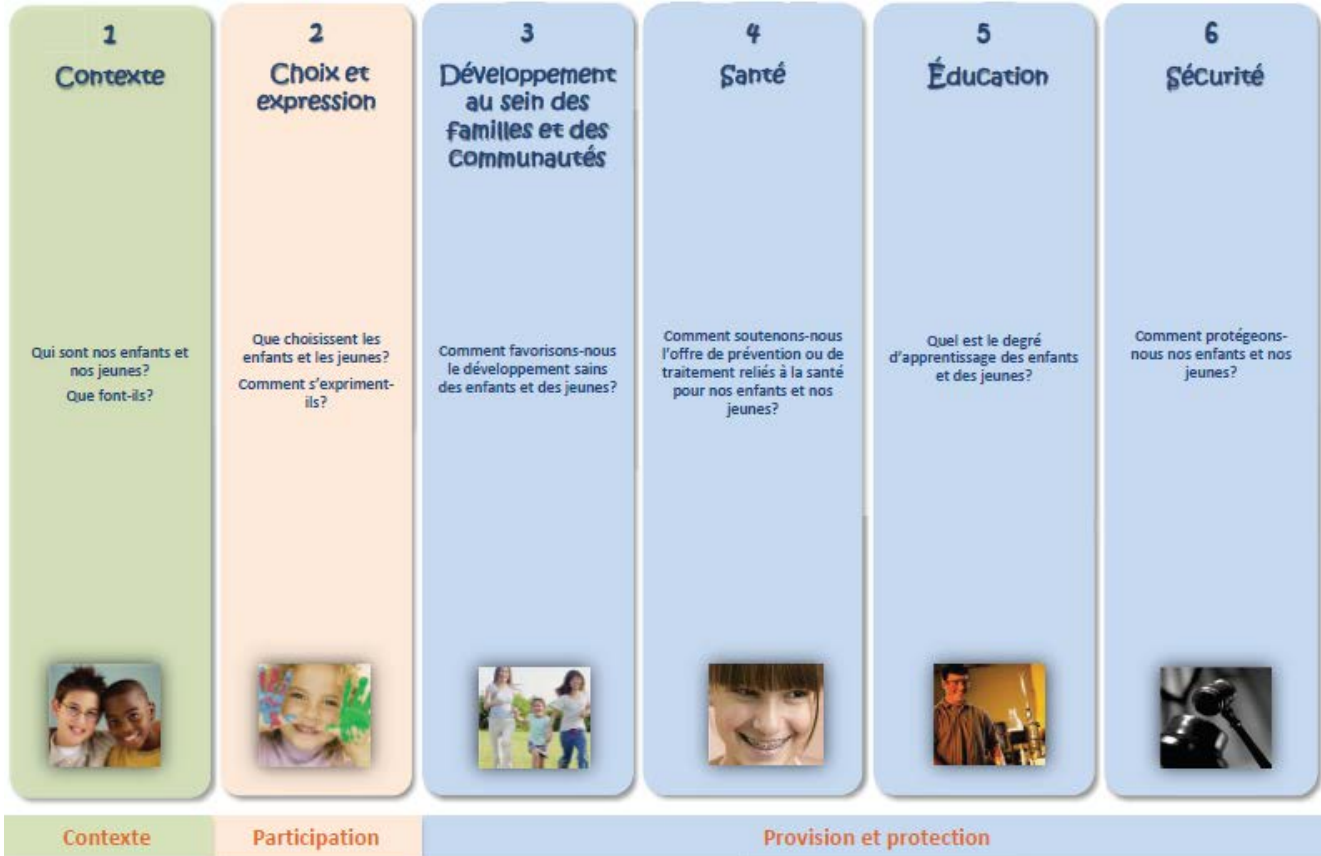 1
Contexte
Qui sont nos enfants et
nos jeunes?
Que font-ils?
2
Choix et
expression
Que choisissent les
enfants et les jeunes?
Comment s'expriment-
ils?
3
Développement
au sein des
familles et des
Communautés
Comment favorisons-nous
le développement sains
des enfants et des jeunes?
4
Santé
Comment soutenons-nous
l'offre de prévention ou de
traitement reliés à la santé
pour nos enfants et nos
jeunes?
5
Éducation
Quel est le degré
d'apprentissage des enfants
et des jeunes?
6
Sécurité
Comment protégeons-
nous nos enfants et nos
jeunes?
Contexte
Participation
Provision et protection